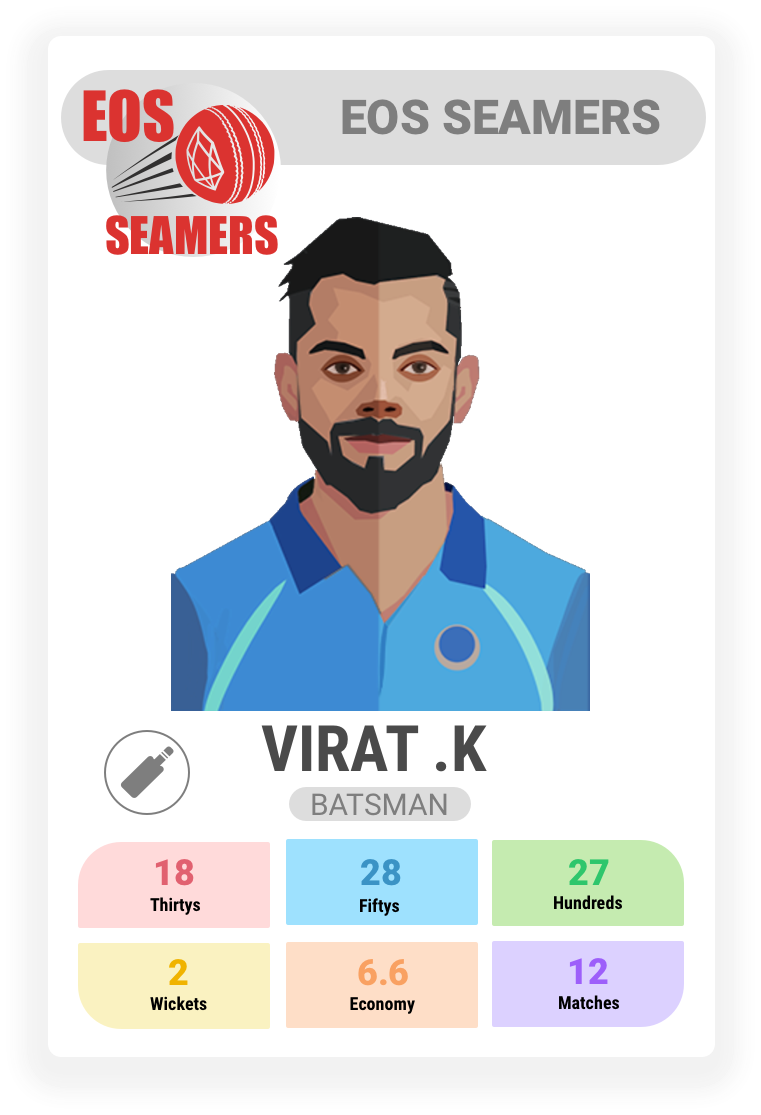 EOS
SEAMERS
EOS SEAMERS
VIRAT .K
BATSMAN
18 28 27
Thirtys Fiftys Hundreds
2 6.6 12
Wickets Economy Matches